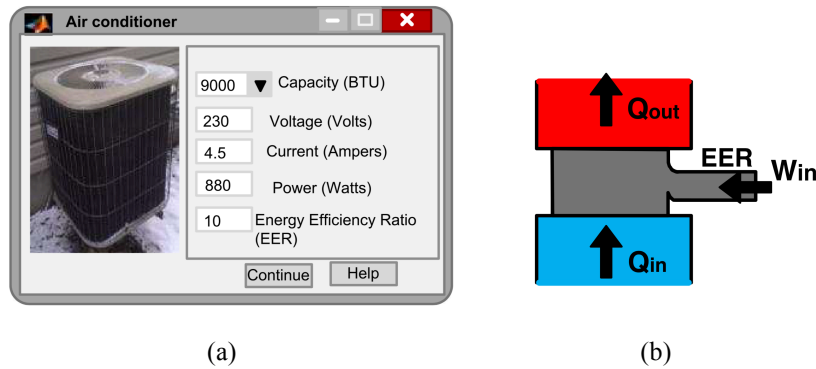 Air conditioner
9000 Capacity (BTU)
230 Voltage (Volts)
4.5 Current (Ampers)
880 Power (Watts)
10 Energy Efficiency Ratio
(EER)
Continue Help
(a)
Qout
EER
Win
Qin
(b)